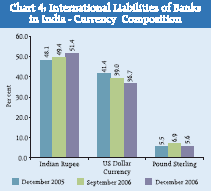 Chart 4: International Liabilities of Banks
in India - Currency Composition
60.0
50.0
40.0
30.0
20.0
10.0
0.0
Per cent
48.1
49.4
51.4
41.4
39.0
36.7
5.5
6.9
5.6
Indian Rupee
US Dollar
Pound Sterling
Currency
December 2005
September 2006
December 2006